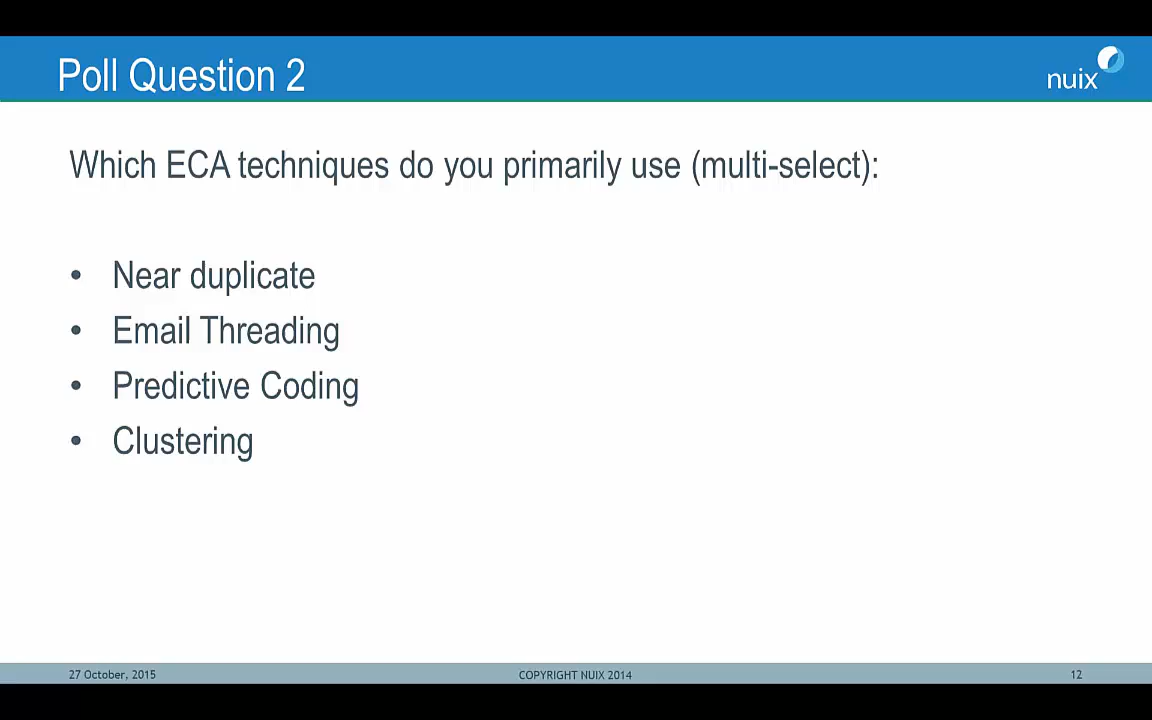 Poll Question 2
nuix
Which ECA techniques do you primarily use (multi-select):
• Near duplicate
• Email Threading
• Predictive Coding
• Clustering
27 October, 2015
COPYRIGHT NUIX 2014
12